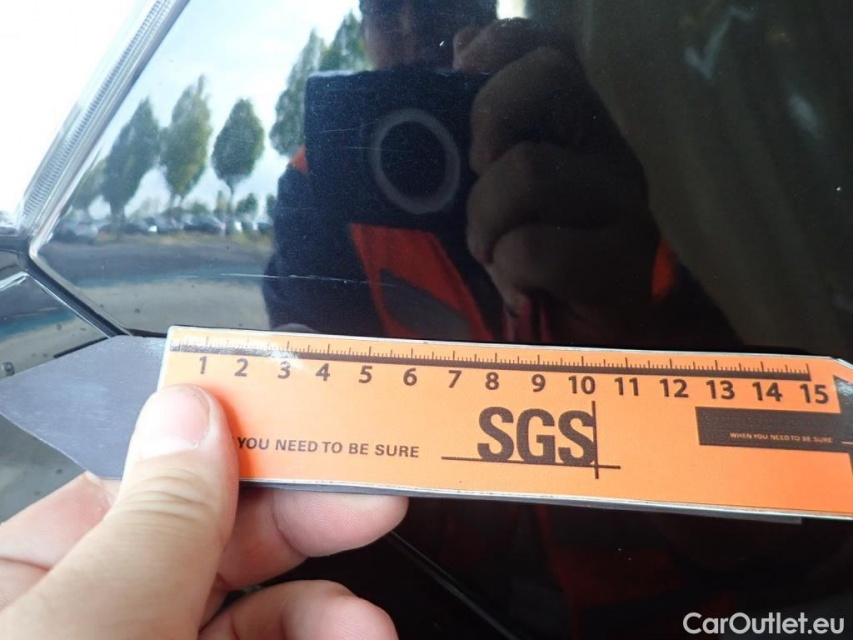 1 2 3 4 5 6 7 8 9 10 11 12 13 14 15
YOU NEED TO BE SURE
SGS
WHEN YOU NEED TO BE SURE
CarOutlet.eu